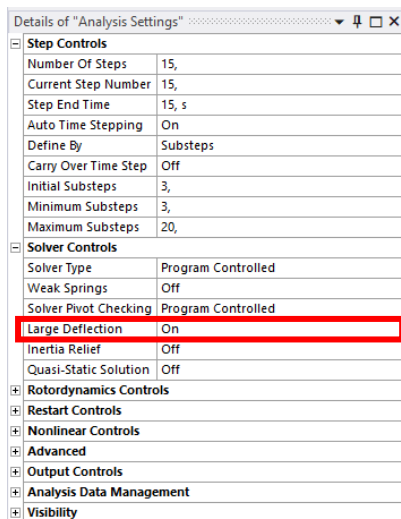 Details of "Analysis Settings"
Step Controls
Number Of Steps 15,
Current Step Number 15,
Step End Time 15, s
Auto Time Stepping On
Define By Substeps
Carry Over Time Step Off
Initial Substeps 3,
Minimum Substeps 3,
Maximum Substeps 20,
Solver Controls
Solver Type Program Controlled
Weak Springs Off
Solver Pivot Checking Program Controlled
Large Deflection On
Inertia Relief Off
Quasi-Static Solution Off
Rotordynamics Controls
Restart Controls
Nonlinear Controls
Advanced
Output Controls
Analysis Data Management
Visibility